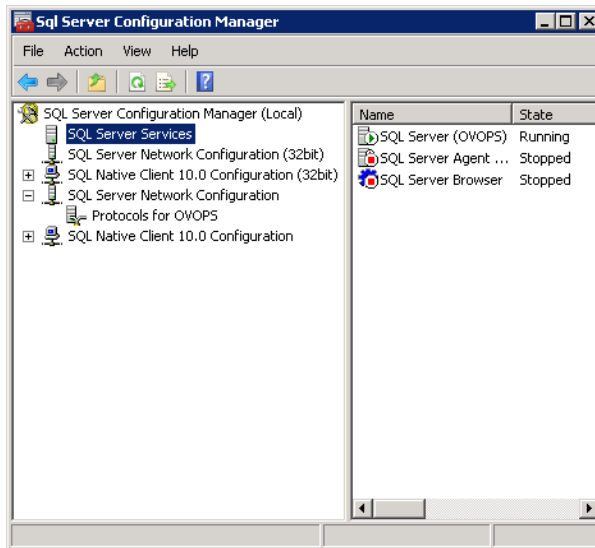 Sql Server Configuration Manager
File Action View Help
SQL Server Configuration Manager (Local)
SQL Server Services
SQL Server Network Configuration (32bit)
SQL Native Client 10.0 Configuration (32bit)
SQL Server Network Configuration
Protocols for OVOPS
SQL Native Client 10.0 Configuration
Name State
SQL Server (OVOPS) Running
SQL Server Agent ... Stopped
SQL Server Browser Stopped